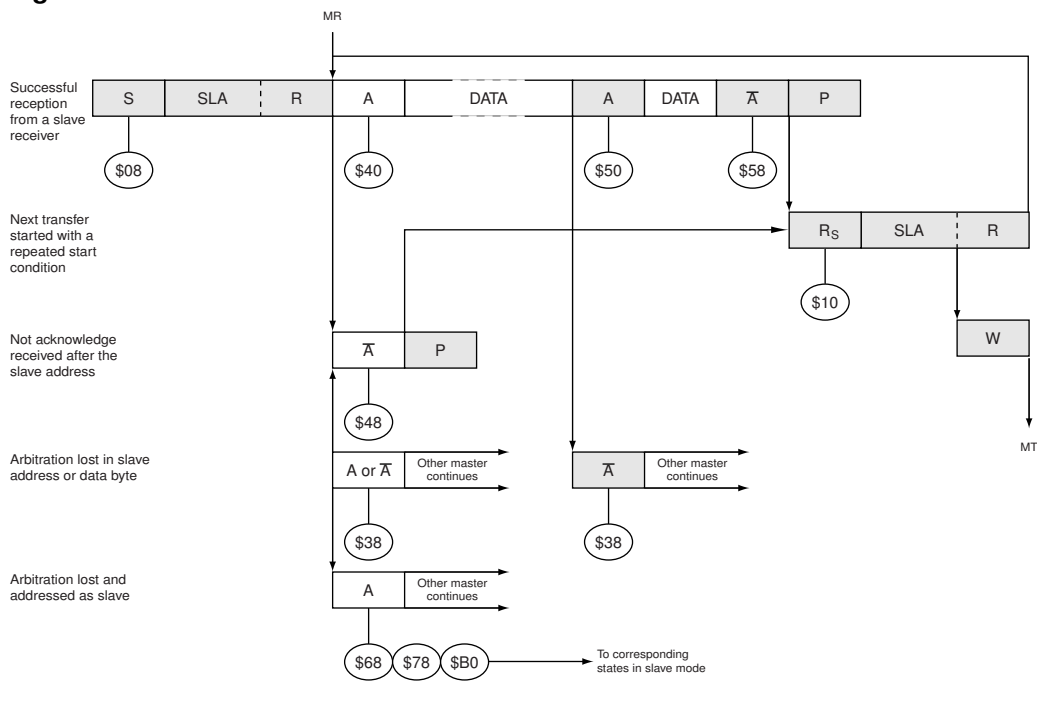 MR
Successful
reception
from a slave
receiver
S SLA R A DATA A DATA A̅ P
$08 $40 $50 $58
Next transfer
started with a
repeated start
condition
RS SLA R
$10
Not acknowledge
received after the
slave address
A̅ P
W
$48
MT
Arbitration lost in slave
address or data byte
A or A̅ Other master
continues
A̅ Other master
continues
$38 $38
Arbitration lost and
addressed as slave
A Other master
continues
$68 $78 $B0
To corresponding
states in slave mode